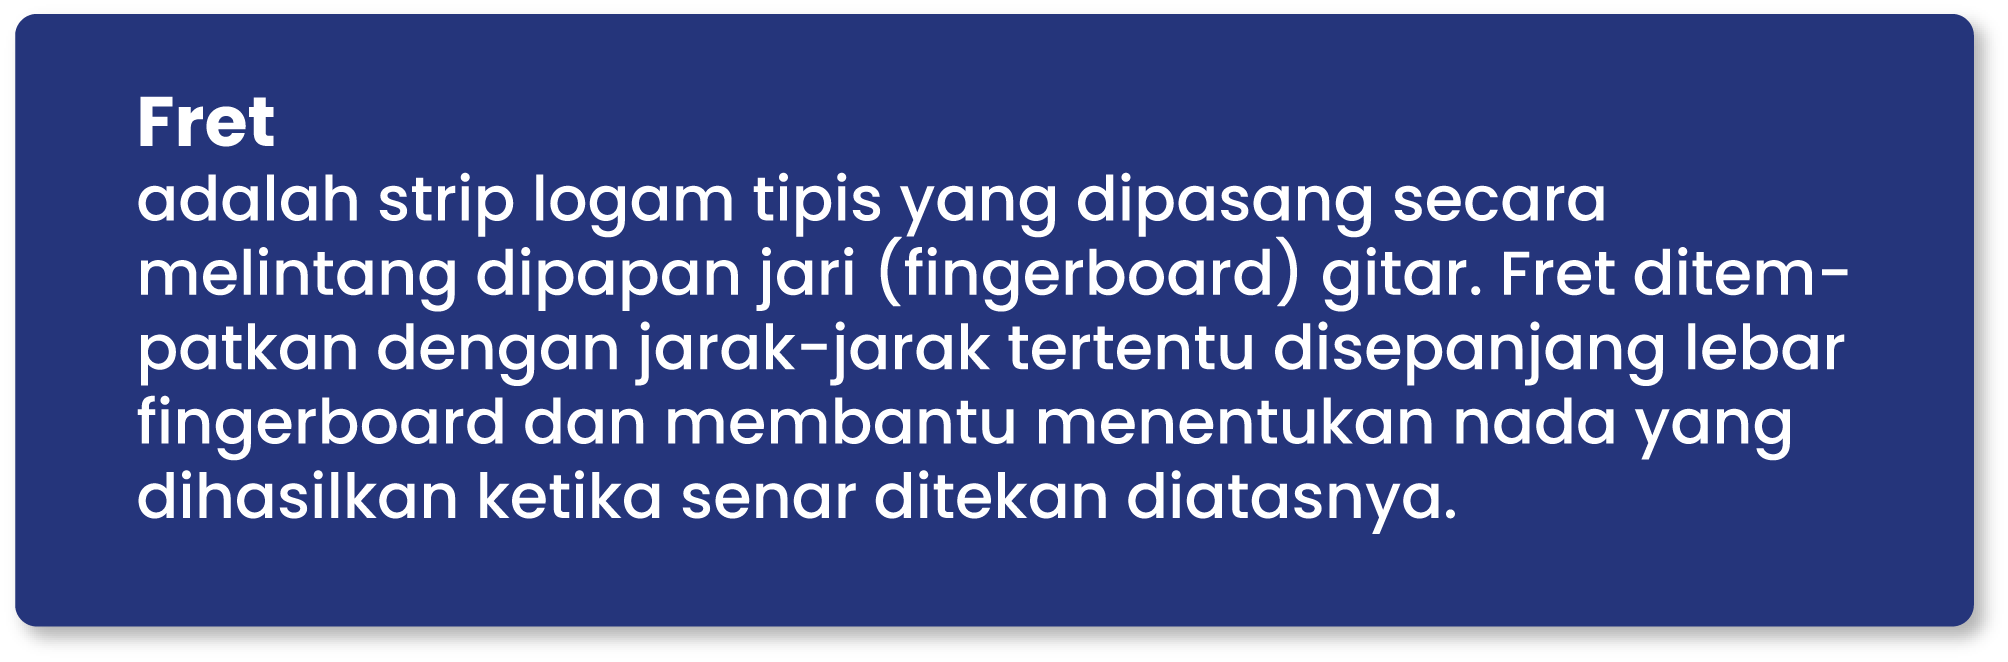 Fret
adalah strip logam tipis yang dipasang secara
melintang dipapan jari (fingerboard) gitar. Fret ditem-
patkan dengan jarak-jarak tertentu disepanjang lebar
fingerboard dan membantu menentukan nada yang
dihasilkan ketika senar ditekan diatasnya.